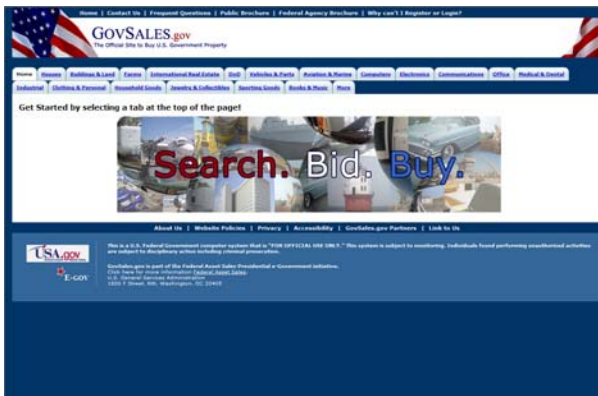 Home | Contact Us | Frequent Questions | Public Brochure | Federal Agency Brochure | Why can't I Register or Login?
GOVSALES.gov
The Official Site to Buy U.S. Government Property
Home Houses Buildings & Land Farms International Real Estate DoD Vehicles & Parts Aviation & Marine Computers Electronics Communications Office Medical & Dental
Industrial Clothing & Personal Household Goods Jewelry & Collectibles Sporting Goods Books & Music More
Get Started by selecting a tab at the top of the page!
Search. Bid. Buy.
About Us | Website Policies | Privacy | Accessibility | GovSales.gov Partners | Link to Us
USA.gov
E-GOV
This is a U.S. Federal Government computer system that is "FOR OFFICIAL USE ONLY." This system is subject to monitoring. Individuals found performing unauthorized activities
are subject to disciplinary action including criminal prosecution.
GovSales.gov is part of the Federal Asset Sales Presidential e-Government initiative.
Click here for more information Federal Asset Sales.
U.S. General Services Administration
1800 F Street, NW, Washington, DC 20405